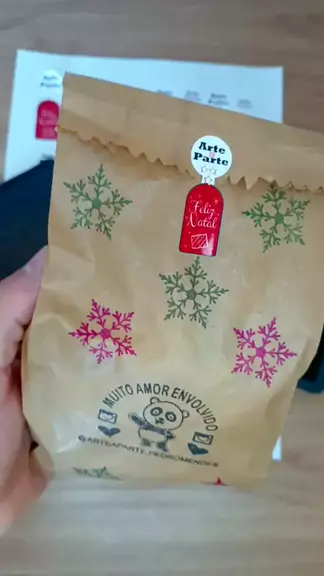 Arte
à
Parte
Feliz
Natal
MUITO AMOR ENVOLVIDO
@ARTEAPARTE.PEDROMENDES